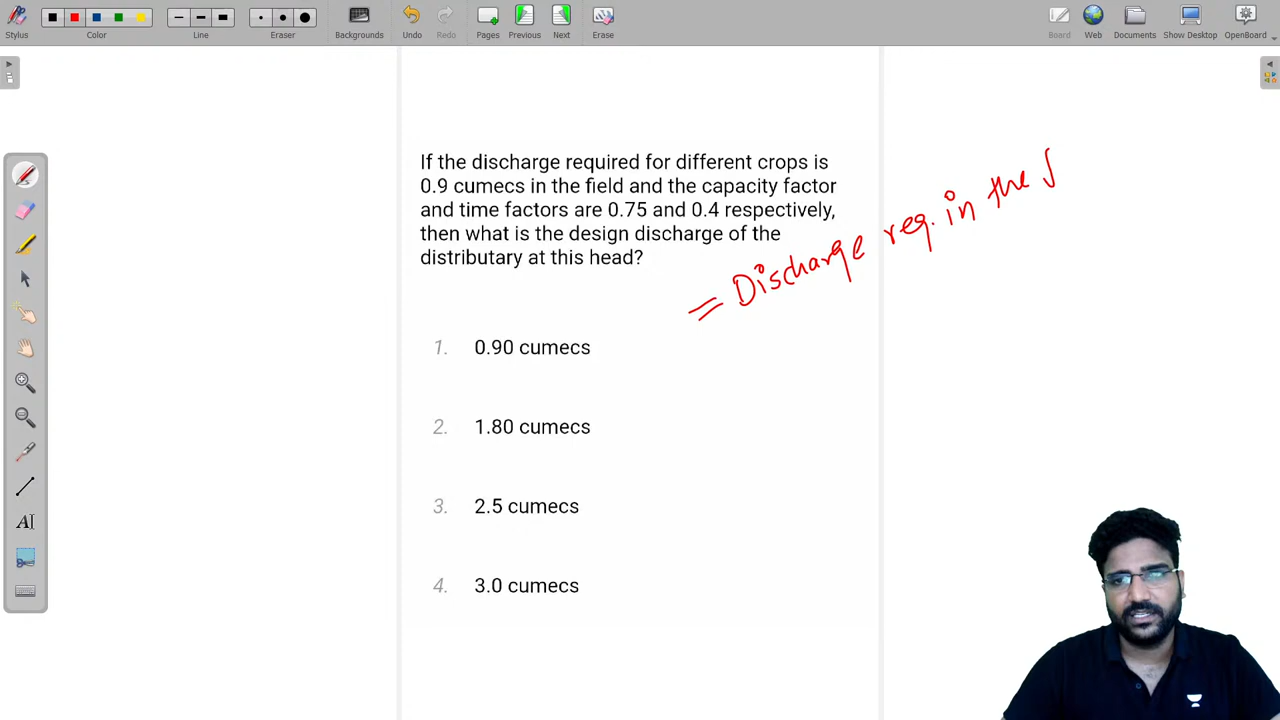 Stylus
Color
Line
Eraser
Backgrounds
Undo
Redo
Pages
Previous
Next
Erase
Board
Web
Documents
Show Desktop
OpenBoard
If the discharge required for different crops is
0.9 cumecs in the field and the capacity factor
and time factors are 0.75 and 0.4 respectively,
then what is the design discharge of the
distributary at this head?
= Discharge req. in the
1. 0.90 cumecs
2. 1.80 cumecs
3. 2.5 cumecs
4. 3.0 cumecs